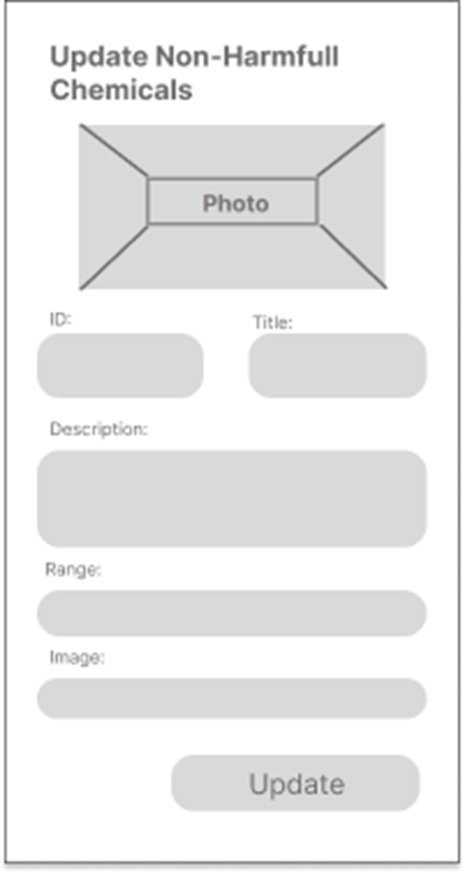 Update Non-Harmfull
Chemicals
Photo
ID:
Title:
Description:
Range:
Image:
Update